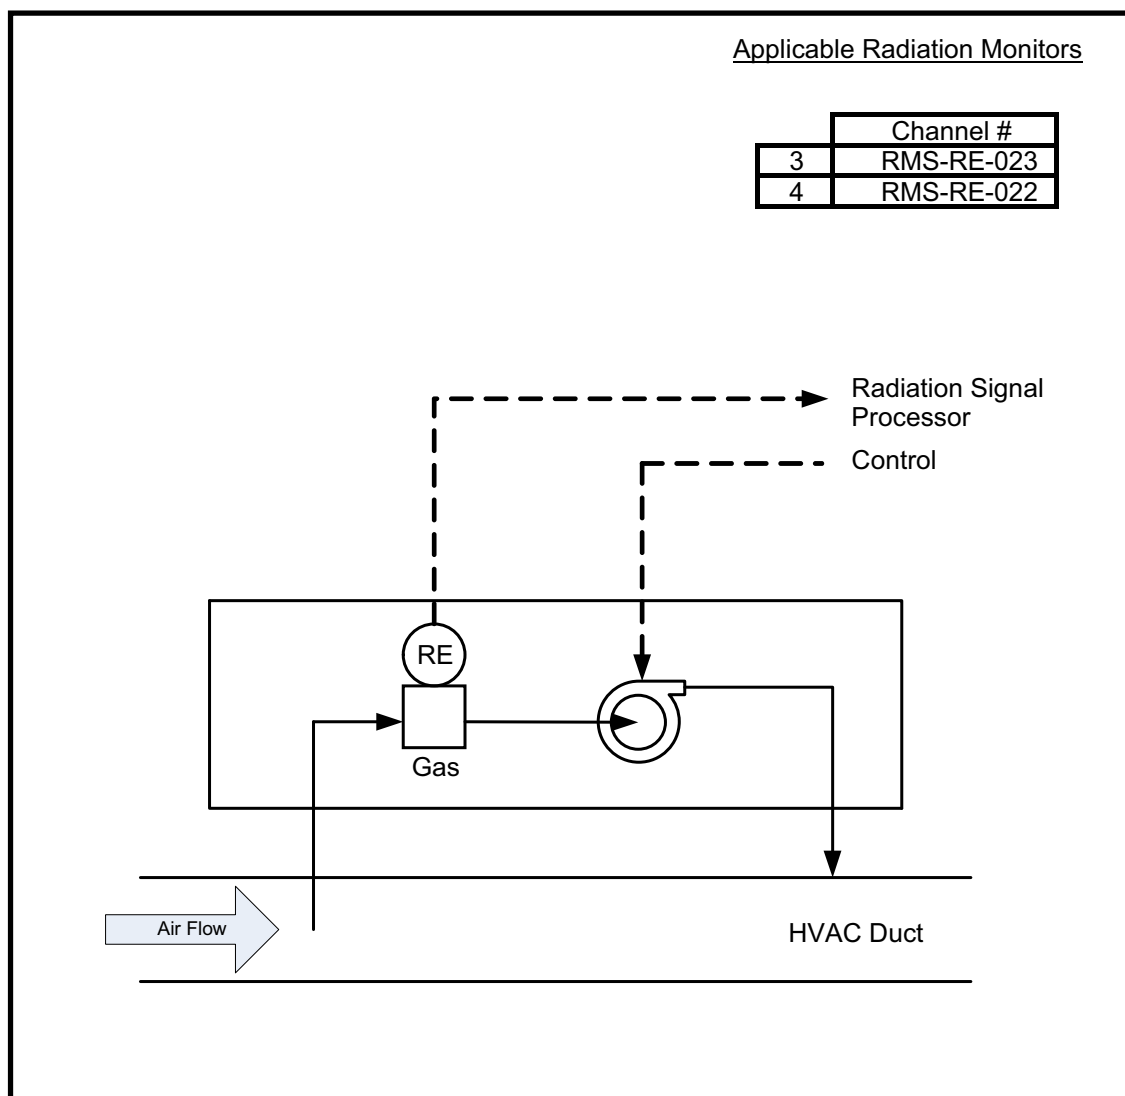 Applicable Radiation Monitors
Channel #
3 RMS-RE-023
4 RMS-RE-022
Radiation Signal
Processor
Control
RE
Gas
Air Flow
HVAC Duct